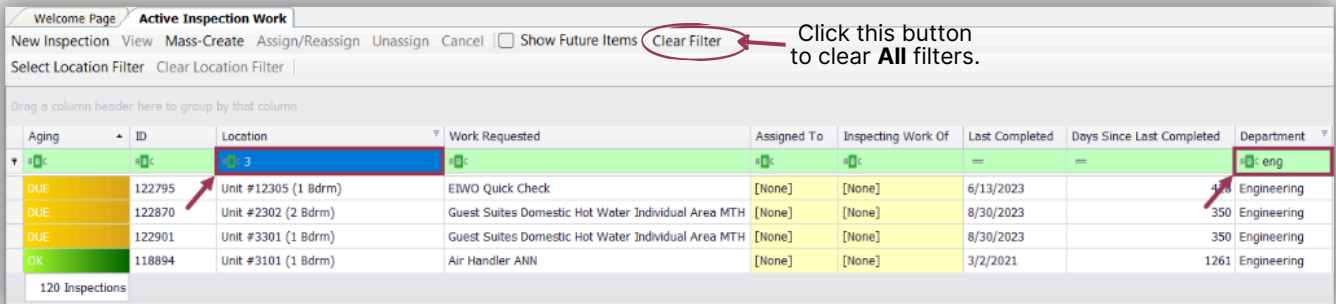 Welcome Page Active Inspection Work
New Inspection View Mass-Create Assign/Reassign Unassign Cancel Show Future Items Clear Filter
Click this button
to clear All filters.
Select Location Filter Clear Location Filter
Drag a column header here to group by that column
Aging ID Location Work Requested Assigned To Inspecting Work Of Last Completed Days Since Last Completed Department
3 = = eng
DUE 122795 Unit #12305 (1 Bdrm) EIWO Quick Check [None] [None] 6/13/2023 Engineering
DUE 122870 Unit #2302 (2 Bdrm) Guest Suites Domestic Hot Water Individual Area MTH [None] [None] 8/30/2023 350 Engineering
DUE 122901 Unit #3301 (1 Bdrm) Guest Suites Domestic Hot Water Individual Area MTH [None] [None] 8/30/2023 350 Engineering
OK 118894 Unit #3101 (1 Bdrm) Air Handler ANN [None] [None] 3/2/2021 1261 Engineering
120 Inspections